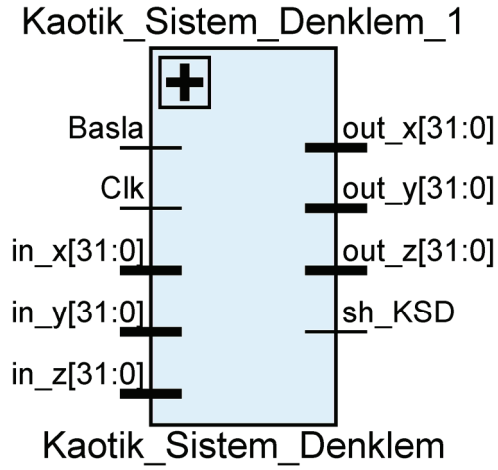 Kaotik_Sistem_Denklem_1
Basla
out_x[31:0]
Clk
out_y[31:0]
in_x[31:0]
out_z[31:0]
in_y[31:0]
sh_KSD
in_z[31:0]
Kaotik_Sistem_Denklem